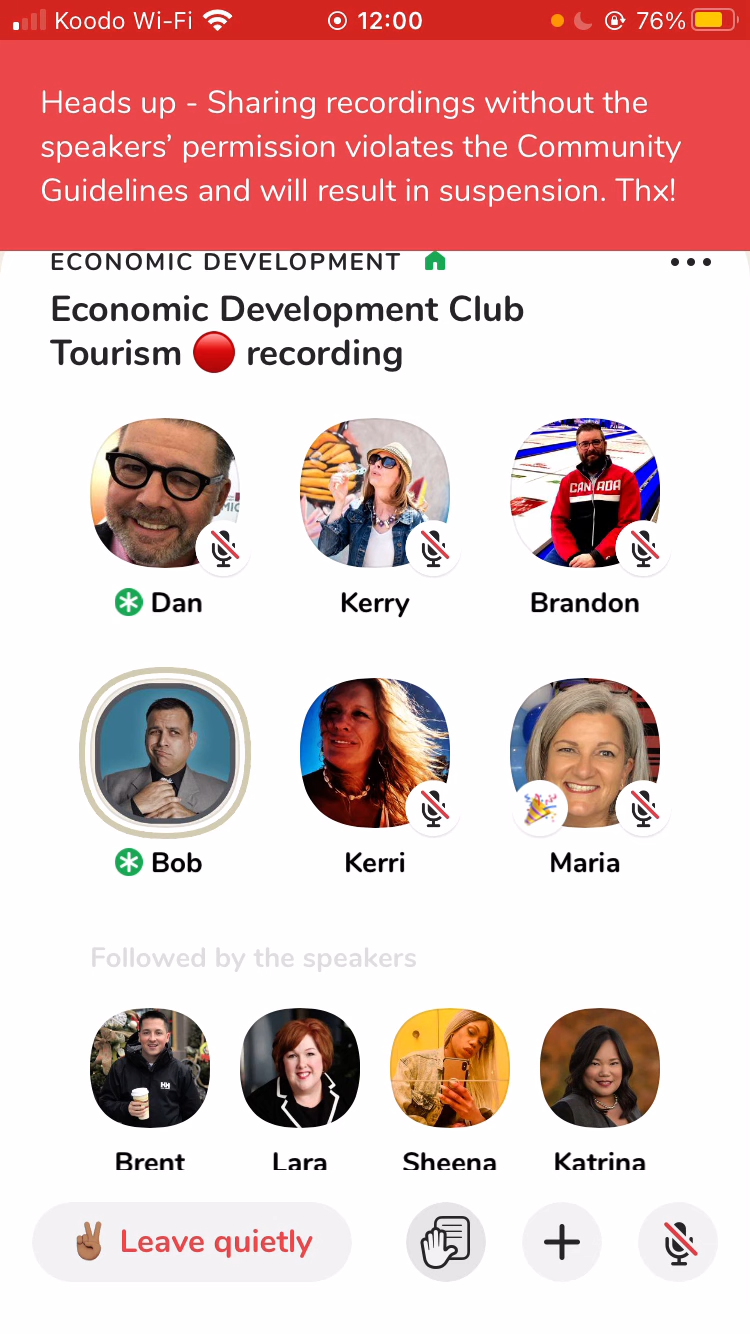 Koodo Wi-Fi 12:00 76%
Heads up - Sharing recordings without the
speakers’ permission violates the Community
Guidelines and will result in suspension. Thx!
ECONOMIC DEVELOPMENT
Economic Development Club
Tourism 🔴 recording
CANADA
Dan Kerry Brandon
Bob Kerri Maria
Followed by the speakers
HH
Brent Lara Sheena Katrina
Leave quietly